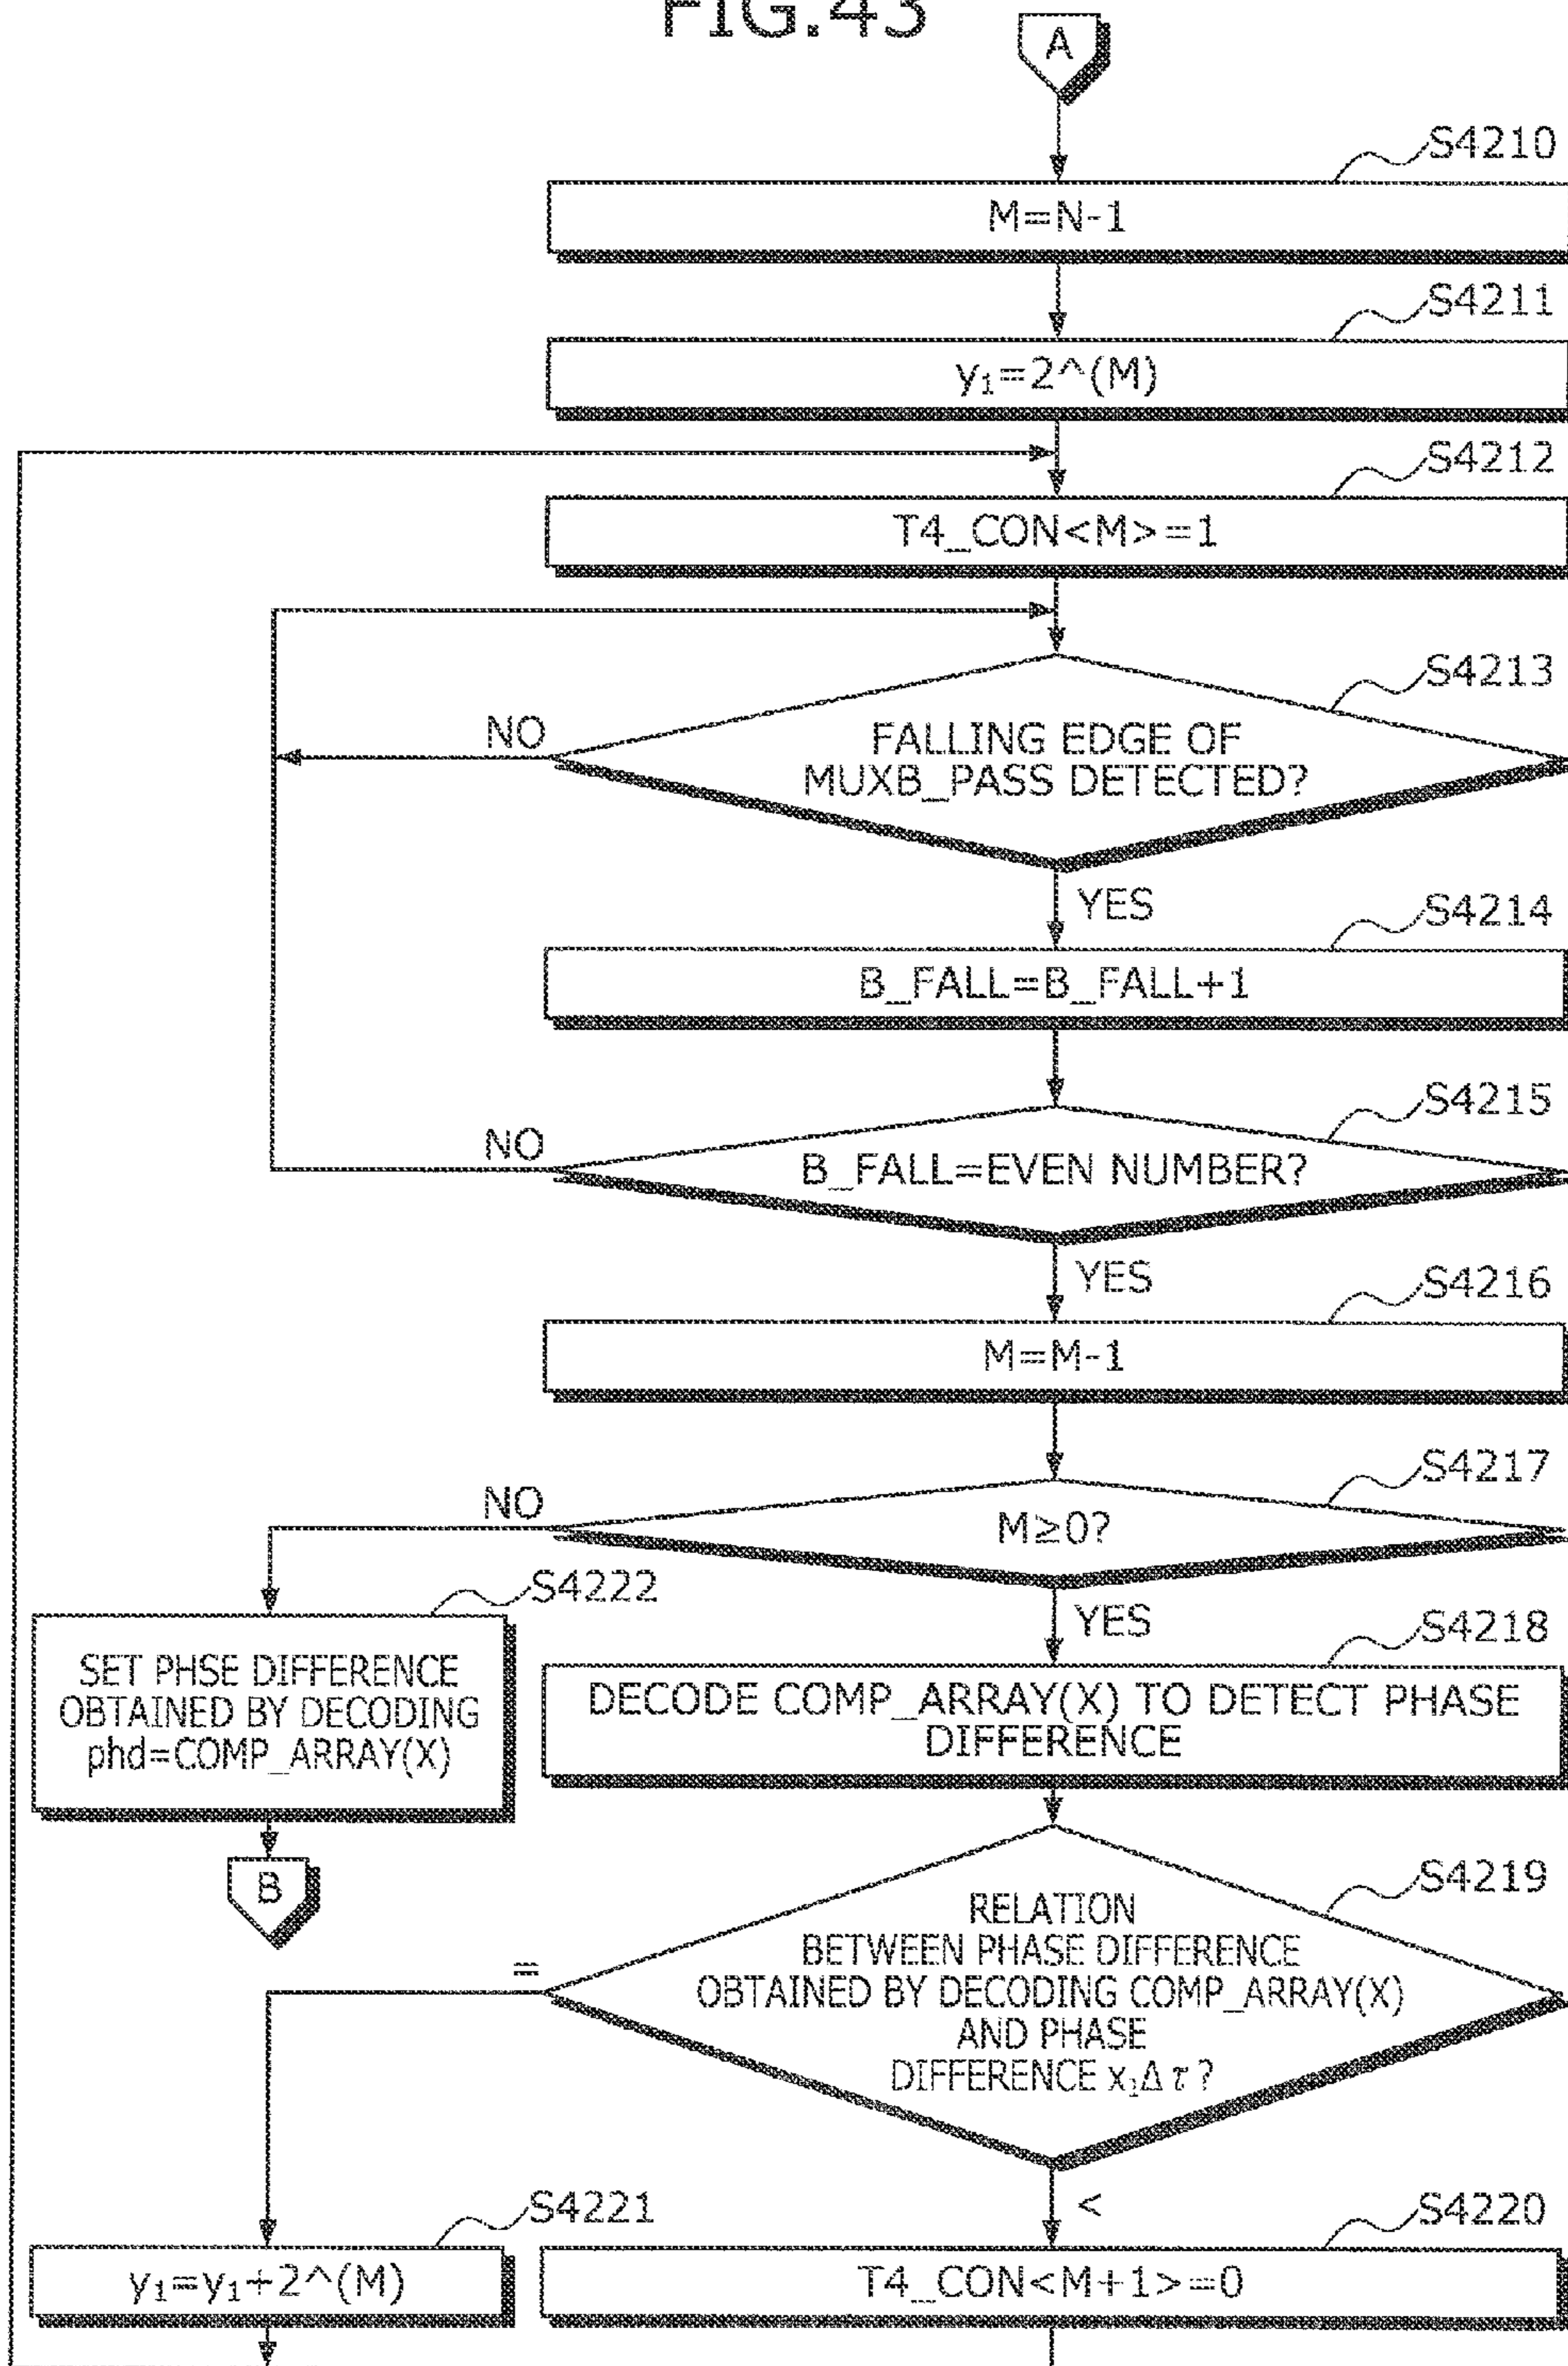 FIG.43
A
S4210
M=N-1
S4211
y₁=2^(M)
S4212
T4_CON<M>=1
S4213
NO
FALLING EDGE OF
MUXB_PASS DETECTED?
YES
S4214
B_FALL=B_FALL+1
S4215
NO
B_FALL=EVEN NUMBER?
YES
S4216
M=M-1
S4217
NO
M≥0?
S4222
YES
S4218
SET PHSE DIFFERENCE
OBTAINED BY DECODING
phd=COMP_ARRAY(X)
DECODE COMP_ARRAY(X) TO DETECT PHASE
DIFFERENCE
B
S4219
RELATION
BETWEEN PHASE DIFFERENCE
OBTAINED BY DECODING COMP_ARRAY(X)
AND PHASE
DIFFERENCE x₁Δτ?
=
<
S4221
S4220
y₁=y₁+2^(M)
T4_CON<M+1>=0